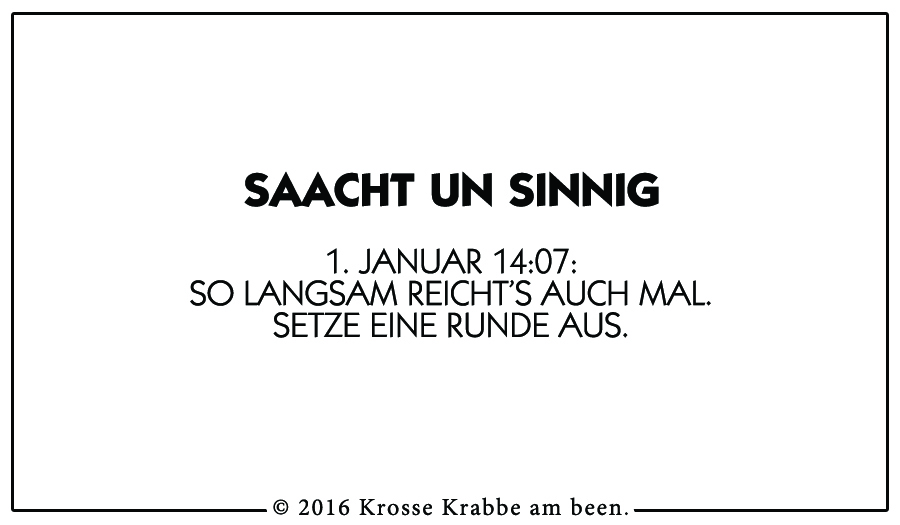 SAACHT UN SINNIG
1. JANUAR 14:07:
SO LANGSAM REICHT'S AUCH MAL.
SETZE EINE RUNDE AUS.
© 2016 Krosse Krabbe am been.